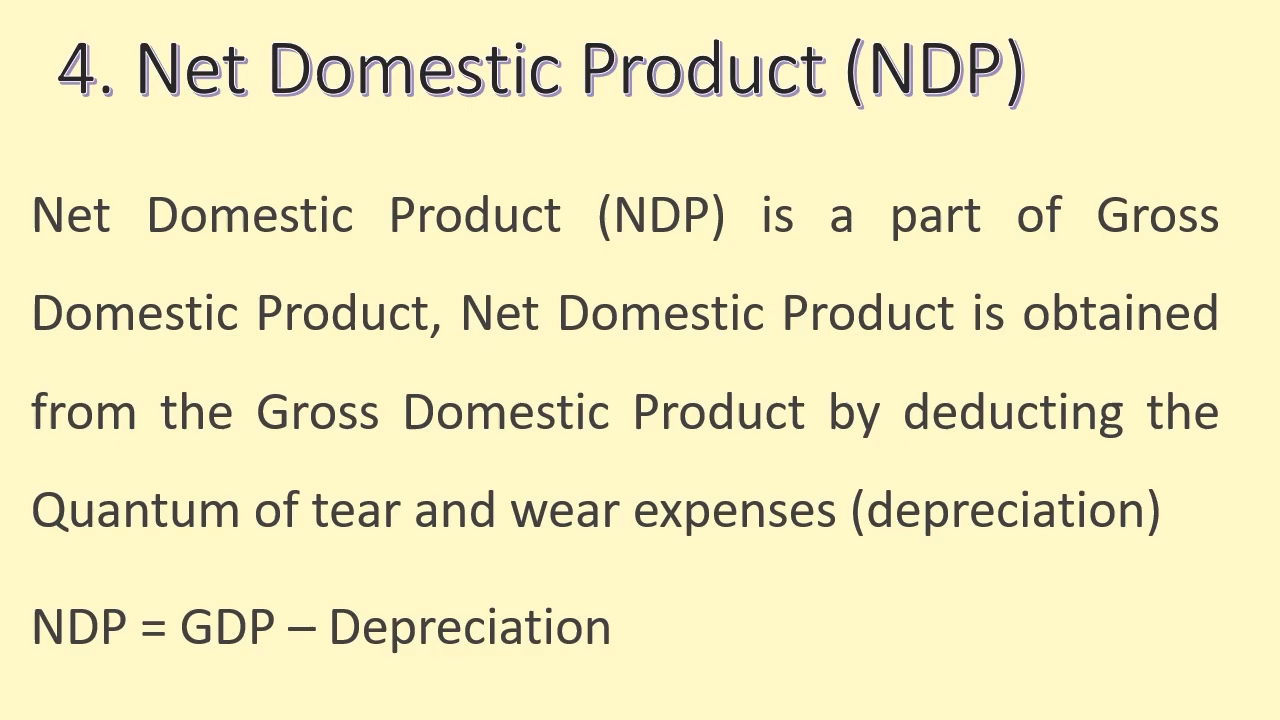 4. Net Domestic Product (NDP)
Net Domestic Product (NDP) is a part of Gross
Domestic Product, Net Domestic Product is obtained
from the Gross Domestic Product by deducting the
Quantum of tear and wear expenses (depreciation)
NDP = GDP – Depreciation